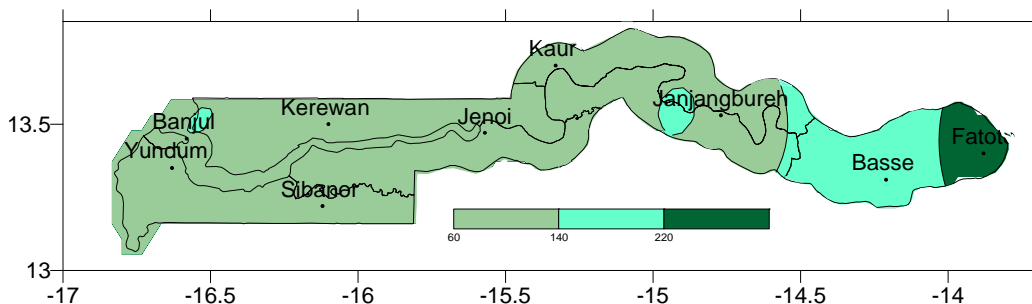 Kaur
Janjangbureh
Kerewan
Banjul
Jenoi
13.5
Fatoto
Yundum
Basse
Sibanor
60
140
220
13
-17
-16.5
-16
-15.5
-15
-14.5
-14